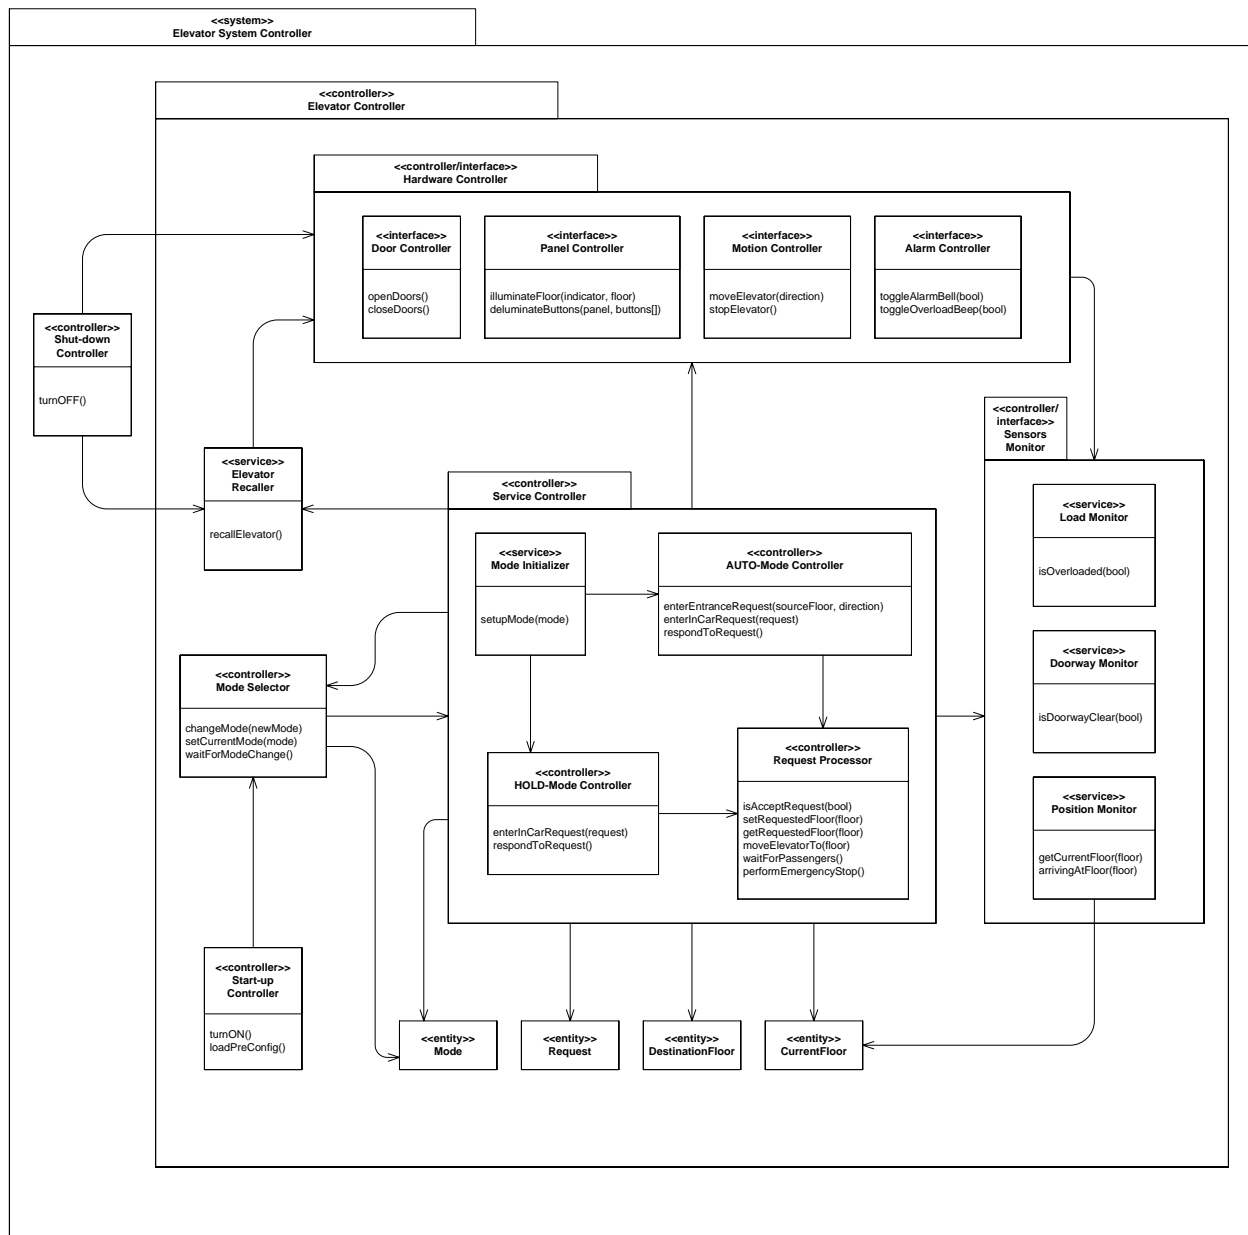 <<system>>
Elevator System Controller
<<controller>>
Elevator Controller
<<controller/interface>>
Hardware Controller
<<interface>>
Door Controller
openDoors()
closeDoors()
<<interface>>
Panel Controller
illuminateFloor(indicator, floor)
deluminateButtons(panel, buttons[])
<<interface>>
Motion Controller
moveElevator(direction)
stopElevator()
<<interface>>
Alarm Controller
toggleAlarmBell(bool)
toggleOverloadBeep(bool)
<<controller>>
Shut-down
Controller
turnOFF()
<<service>>
Elevator
Recaller
recallElevator()
<<controller>>
Service Controller
<<service>>
Mode Initializer
setupMode(mode)
<<controller>>
AUTO-Mode Controller
enterEntranceRequest(sourceFloor, direction)
enterInCarRequest(request)
respondToRequest()
<<controller>>
HOLD-Mode Controller
enterInCarRequest(request)
respondToRequest()
<<controller>>
Request Processor
isAcceptRequest(bool)
setRequestedFloor(floor)
getRequestedFloor(floor)
moveElevatorTo(floor)
waitForPassengers()
performEmergencyStop()
<<controller/
interface>>
Sensors
Monitor
<<service>>
Load Monitor
isOverloaded(bool)
<<service>>
Doorway Monitor
isDoorwayClear(bool)
<<service>>
Position Monitor
getCurrentFloor(floor)
arrivingAtFloor(floor)
<<controller>>
Mode Selector
changeMode(newMode)
setCurrentMode(mode)
waitForModeChange()
<<controller>>
Start-up
Controller
turnON()
loadPreConfig()
<<entity>>
Mode
<<entity>>
Request
<<entity>>
DestinationFloor
<<entity>>
CurrentFloor